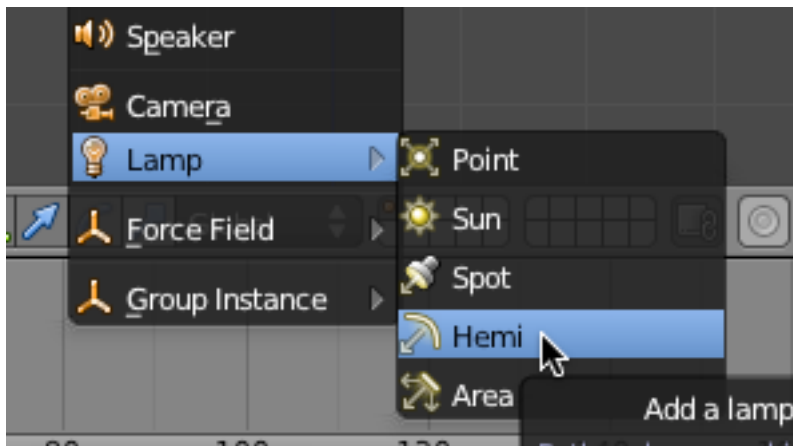 Speaker
Camera
Lamp
Point
Sun
Force Field
Spot
Group Instance
Hemi
Area
Add a lamp